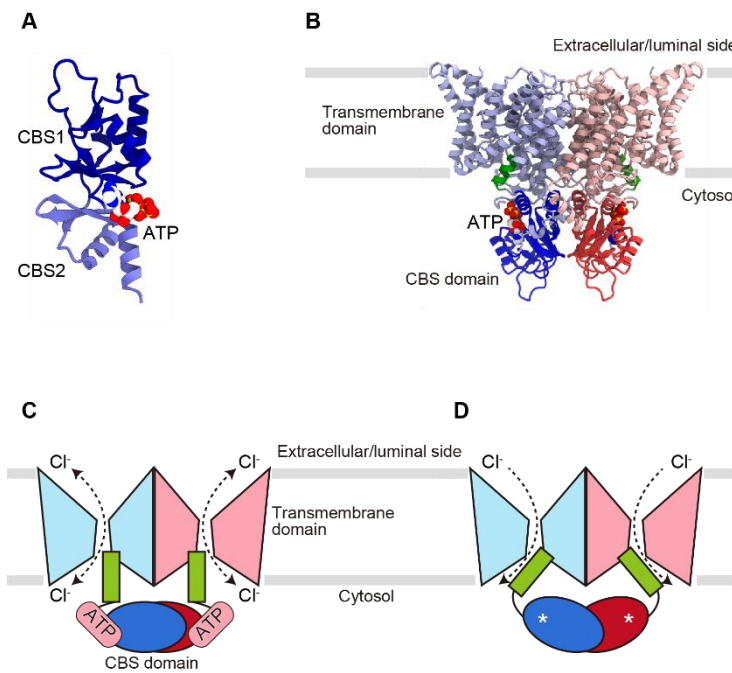 A
B
Extracellular/luminal side
CBS1
Transmembrane
domain
Cytosol
ATP
ATP
CBS2
CBS domain
C
D
Cl-
Cl-
Extracellular/luminal side
Cl-
Cl-
Transmembrane
domain
Cl-
Cl-
Cytosol
ATP
ATP
*
*
CBS domain